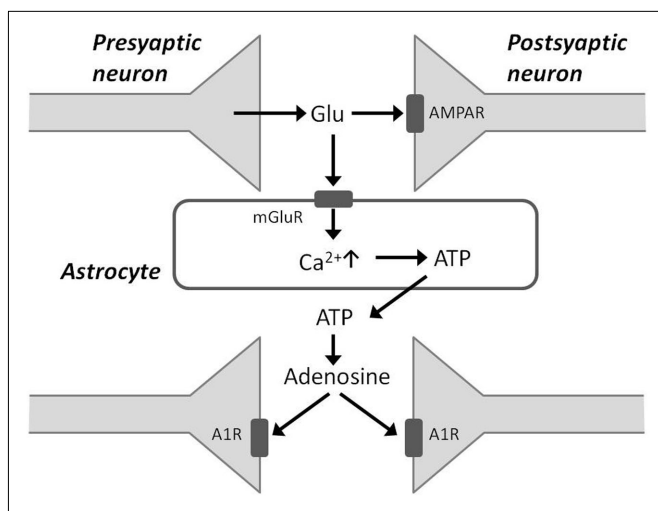 Presyaptic
neuron
Postsyaptic
neuron
Glu
AMPAR
mGluR
Ca²⁺↑
ATP
Astrocyte
ATP
Adenosine
A1R
A1R